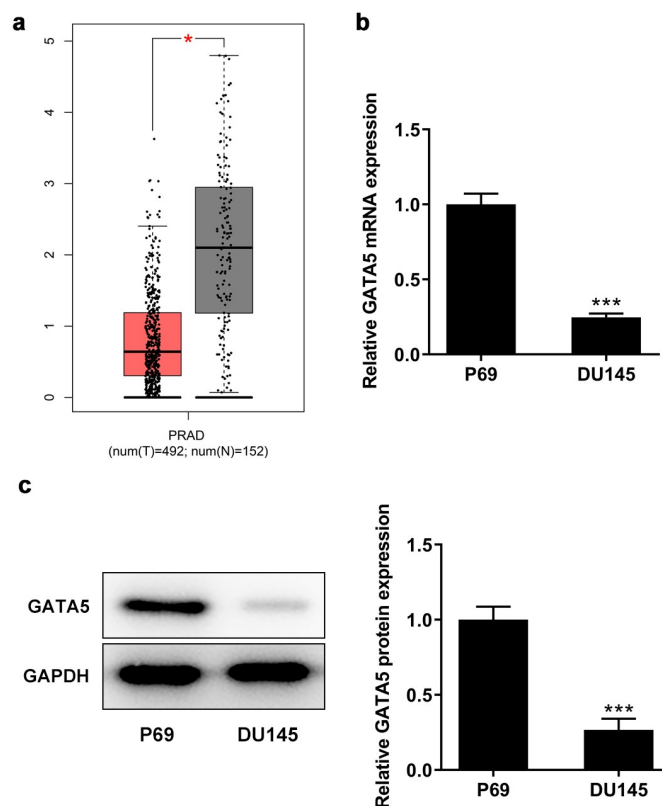 a
*
5
4
3
2
1
0
PRAD
(num(T)=492; num(N)=152)
b
Relative GATA5 mRNA expression
1.5
1.0
0.5
0.0
***
P69
DU145
c
GATA5
GAPDH
P69
DU145
Relative GATA5 protein expression
1.5
1.0
0.5
0.0
***
P69
DU145